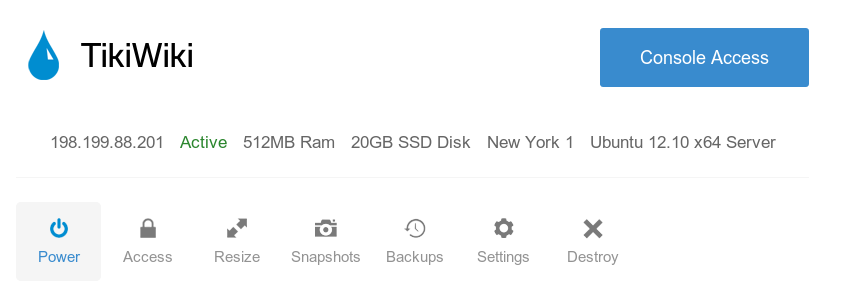 TikiWiki
Console Access
198.199.88.201 Active 512MB Ram 20GB SSD Disk New York 1 Ubuntu 12.10 x64 Server
Power Access Resize Snapshots Backups Settings Destroy